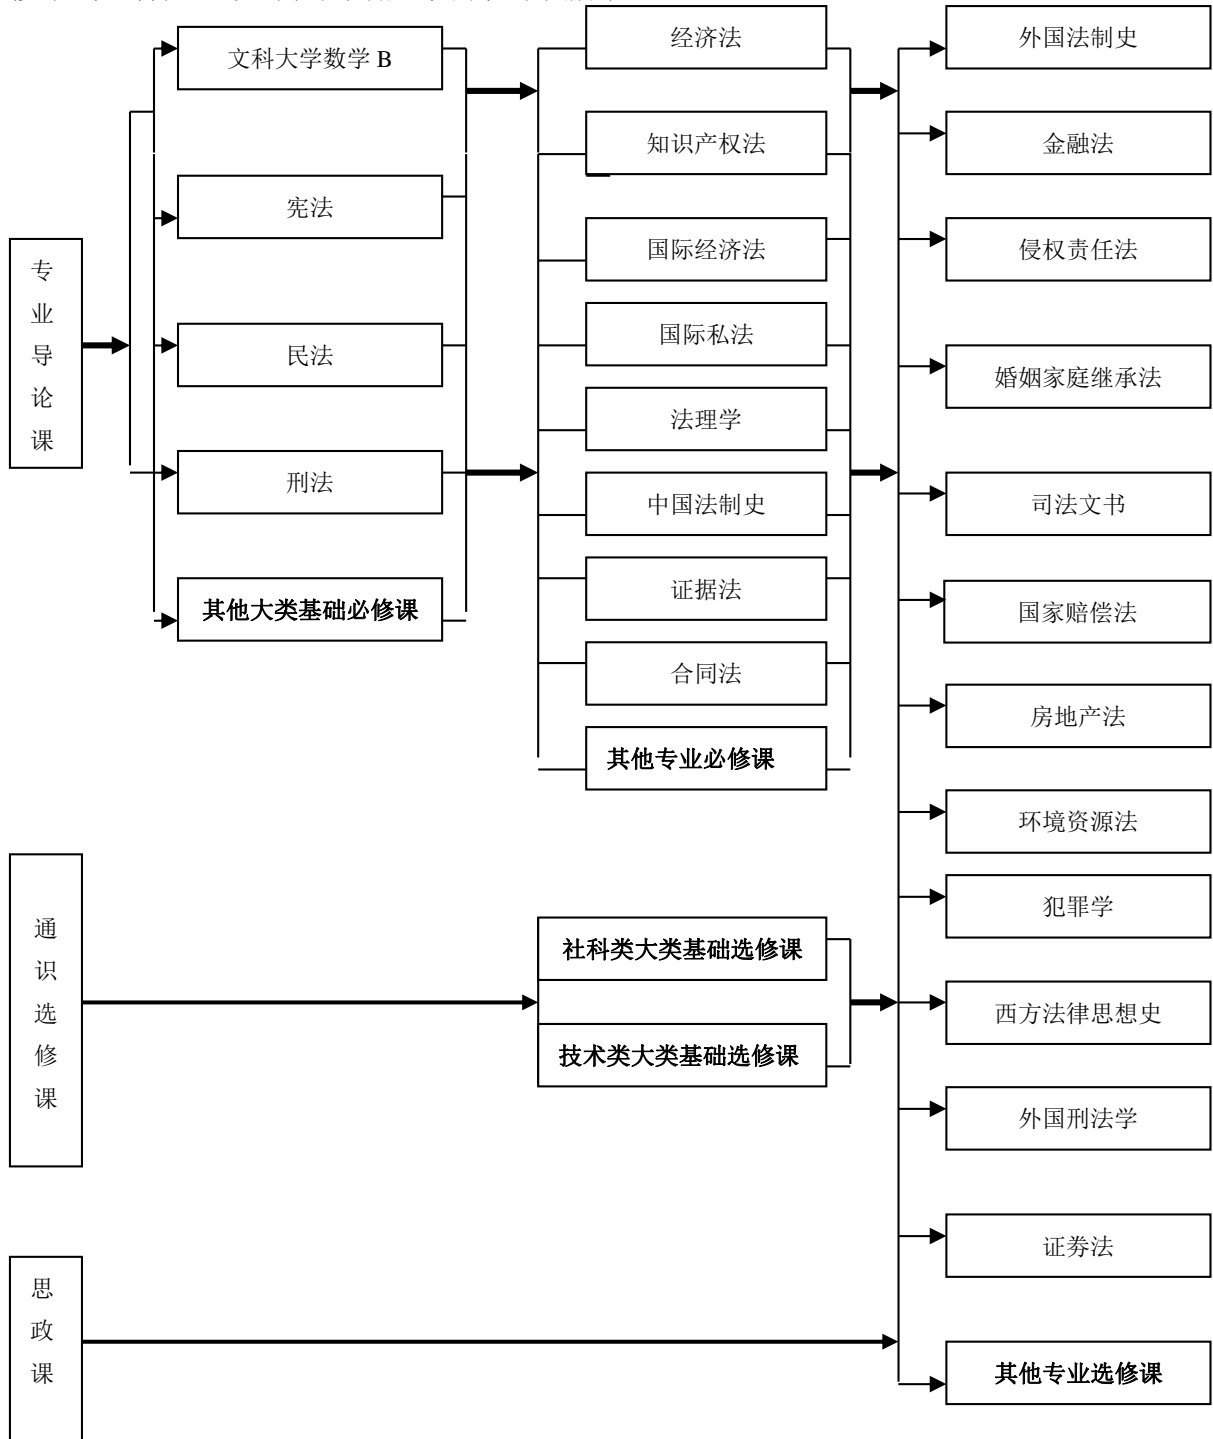 专业导论课
文科大学数学 B
宪法
民法
刑法
其他大类基础必修课
经济法
知识产权法
国际经济法
国际私法
法理学
中国法制史
证据法
合同法
其他专业必修课
外国法制史
金融法
侵权责任法
婚姻家庭继承法
司法文书
国家赔偿法
房地产法
环境资源法
犯罪学
西方法律思想史
外国刑法学
证券法
其他专业选修课
通识选修课
社科类大类基础选修课
技术类大类基础选修课
思政课